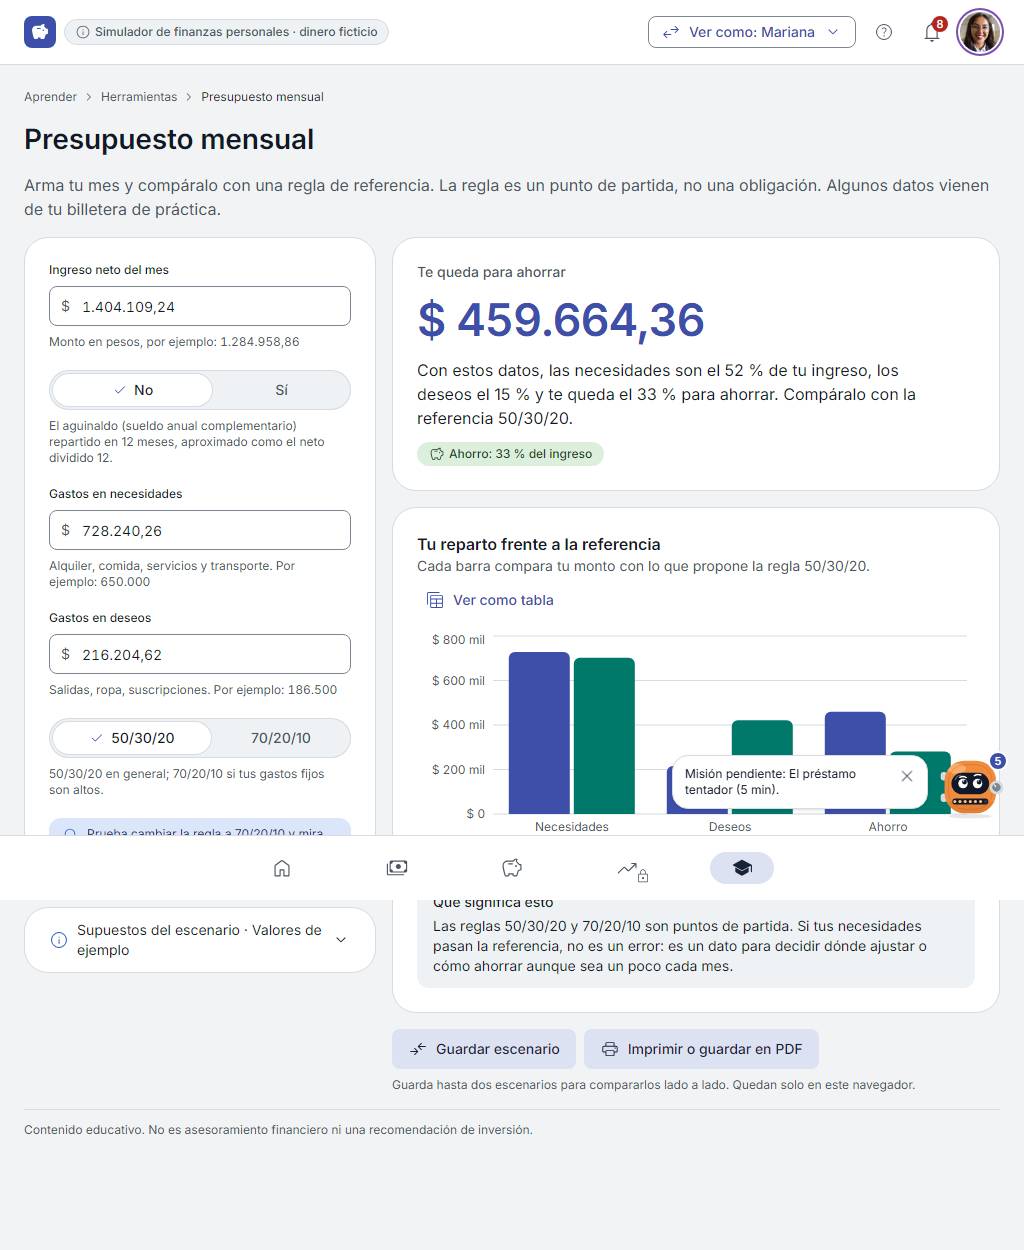 Simulador de finanzas personales · dinero ficticio
Ver como: Mariana
8
Aprender > Herramientas > Presupuesto mensual
Presupuesto mensual
Arma tu mes y compáralo con una regla de referencia. La regla es un punto de partida, no una obligación. Algunos datos vienen
de tu billetera de práctica.
Ingreso neto del mes
$ 1.404.109,24
Monto en pesos, por ejemplo: 1.284.958,86
No
Sí
El aguinaldo (sueldo anual complementario)
repartido en 12 meses, aproximado como el neto
dividido 12.
Gastos en necesidades
$ 728.240,26
Alquiler, comida, servicios y transporte. Por
ejemplo: 650.000
Gastos en deseos
$ 216.204,62
Salidas, ropa, suscripciones. Por ejemplo: 186.500
50/30/20
70/20/10
50/30/20 en general; 70/20/10 si tus gastos fijos
son altos.
Prueba cambiar la regla a 70/20/10 y mira
Supuestos del escenario · Valores de
ejemplo
Te queda para ahorrar
$ 459.664,36
Con estos datos, las necesidades son el 52 % de tu ingreso, los
deseos el 15 % y te queda el 33 % para ahorrar. Compáralo con la
referencia 50/30/20.
Ahorro: 33 % del ingreso
Tu reparto frente a la referencia
Cada barra compara tu monto con lo que propone la regla 50/30/20.
Ver como tabla
$ 800 mil
$ 600 mil
$ 400 mil
$ 200 mil
$ 0
Necesidades
Deseos
Ahorro
Misión pendiente: El préstamo
tentador (5 min).
5
Qué significa esto
Las reglas 50/30/20 y 70/20/10 son puntos de partida. Si tus necesidades
pasan la referencia, no es un error: es un dato para decidir dónde ajustar o
cómo ahorrar aunque sea un poco cada mes.
Guardar escenario
Imprimir o guardar en PDF
Guarda hasta dos escenarios para compararlos lado a lado. Quedan solo en este navegador.
Contenido educativo. No es asesoramiento financiero ni una recomendación de inversión.